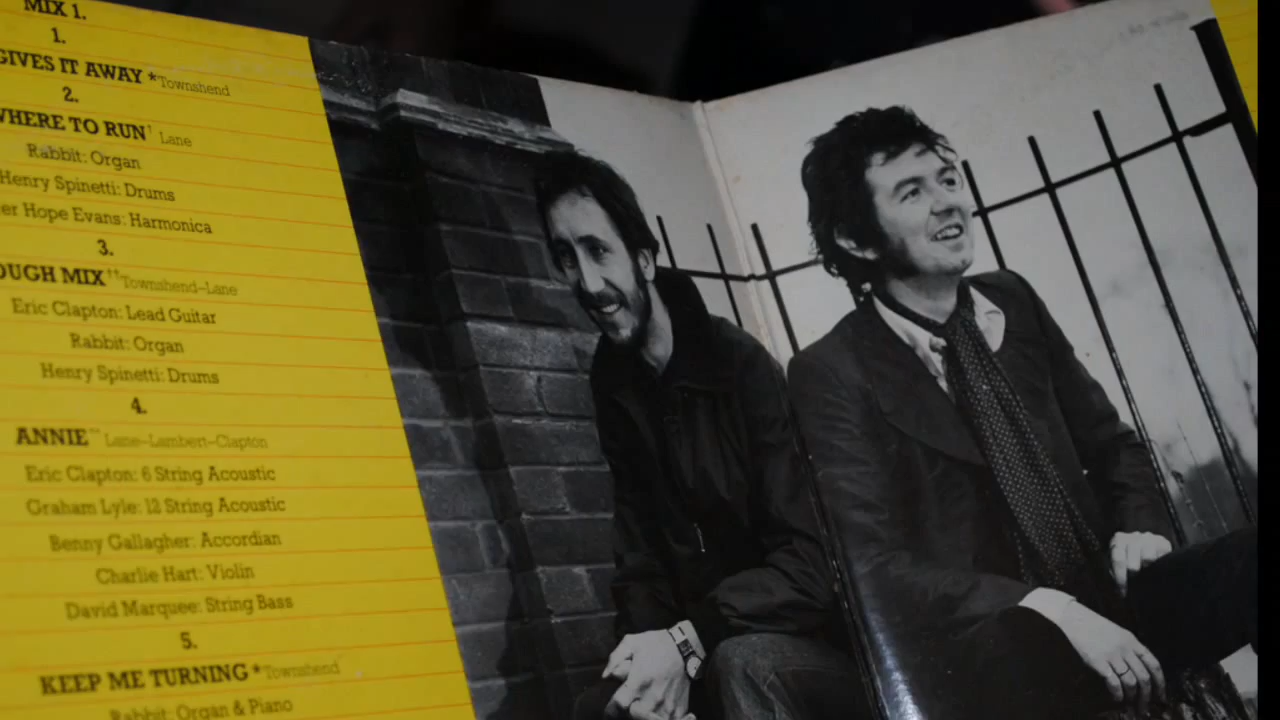 MIX 1.
1.
GIVES IT AWAY *Townshend
2.
WHERE TO RUN† Lane
Rabbit: Organ
Henry Spinetti: Drums
er Hope Evans: Harmonica
3.
OUGH MIX ††Townshend-Lane
Eric Clapton: Lead Guitar
Rabbit: Organ
Henry Spinetti: Drums
4.
ANNIE** Lane-Lambert-Clapton
Eric Clapton: 6 String Acoustic
Graham Lyle: 12 String Acoustic
Benny Gallagher: Accordian
Charlie Hart: Violin
David Marquee: String Bass
5.
KEEP ME TURNING *Townshend
Rabbit: Organ & Piano